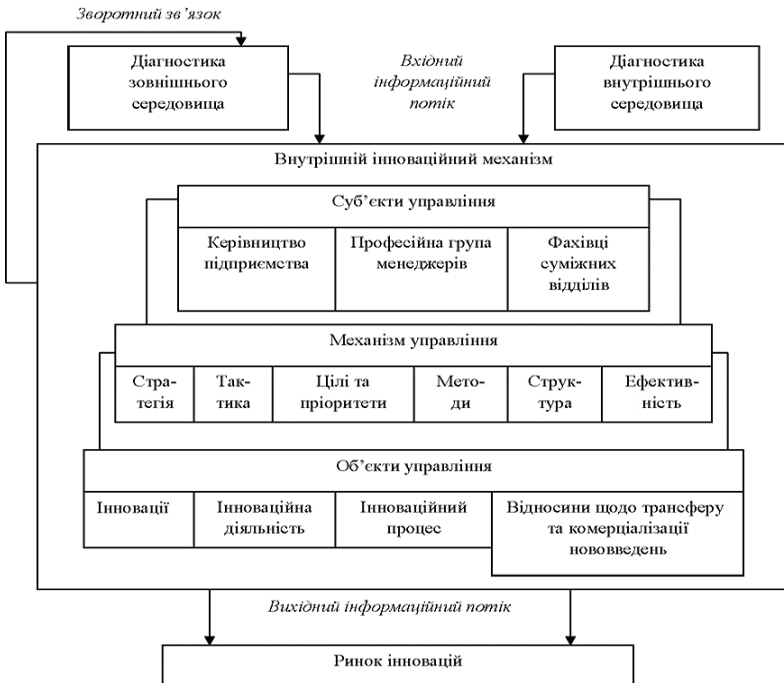 Зворотний зв’язок
Діагностика
зовнішнього
середовища
Вхідний
інформаційний
потік
Діагностика
внутрішнього
середовища
Внутрішній інноваційний механізм
Суб’єкти управління
Керівництво
підприємства
Професійна група
менеджерів
Фахівці
суміжних
відділів
Механізм управління
Стра-
тегія
Так-
тика
Цілі та
пріоритети
Мето-
ди
Струк-
тура
Ефектив-
ність
Об’єкти управління
Інновації
Інноваційна
діяльність
Інноваційний
процес
Відносини щодо трансферу
та комерціалізації
нововведень
Вихідний інформаційний потік
Ринок інновацій